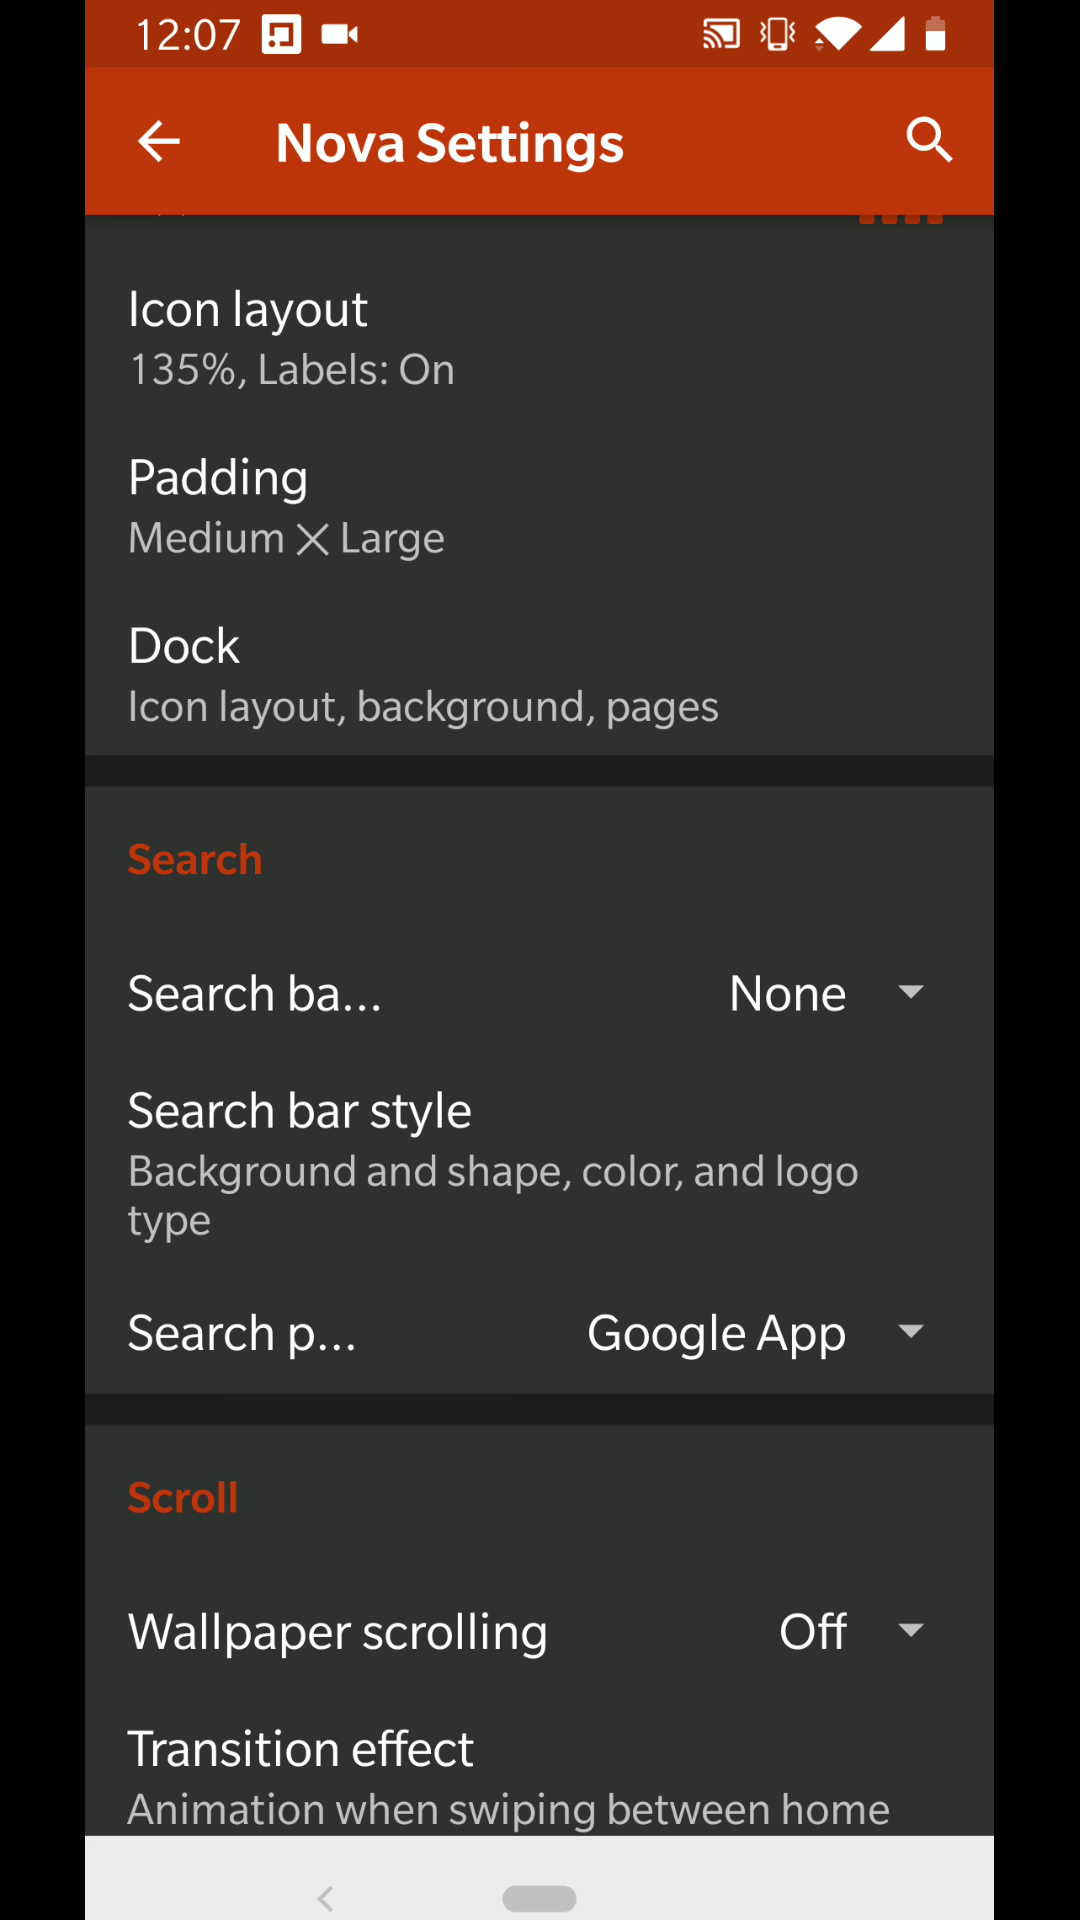 12:07
Nova Settings
Icon layout
135%, Labels: On
Padding
Medium × Large
Dock
Icon layout, background, pages
Search
Search ba... None
Search bar style
Background and shape, color, and logo
type
Search p... Google App
Scroll
Wallpaper scrolling Off
Transition effect
Animation when swiping between home